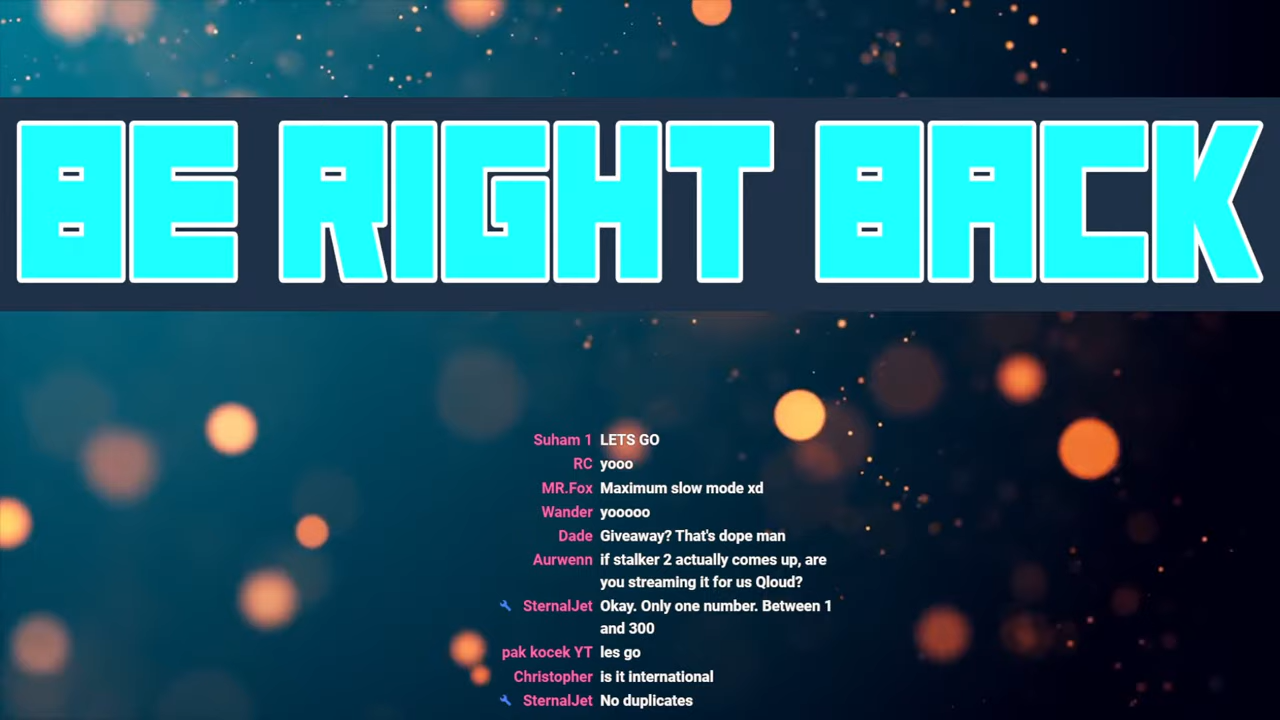 BE RIGHT BACK
Suham 1 LETS GO
RC yooo
MR.Fox Maximum slow mode xd
Wander yooooo
Dade Giveaway? That's dope man
Aurwenn if stalker 2 actually comes up, are
you streaming it for us Qloud?
SternalJet Okay. Only one number. Between 1
and 300
pak kocek YT les go
Christopher is it international
SternalJet No duplicates